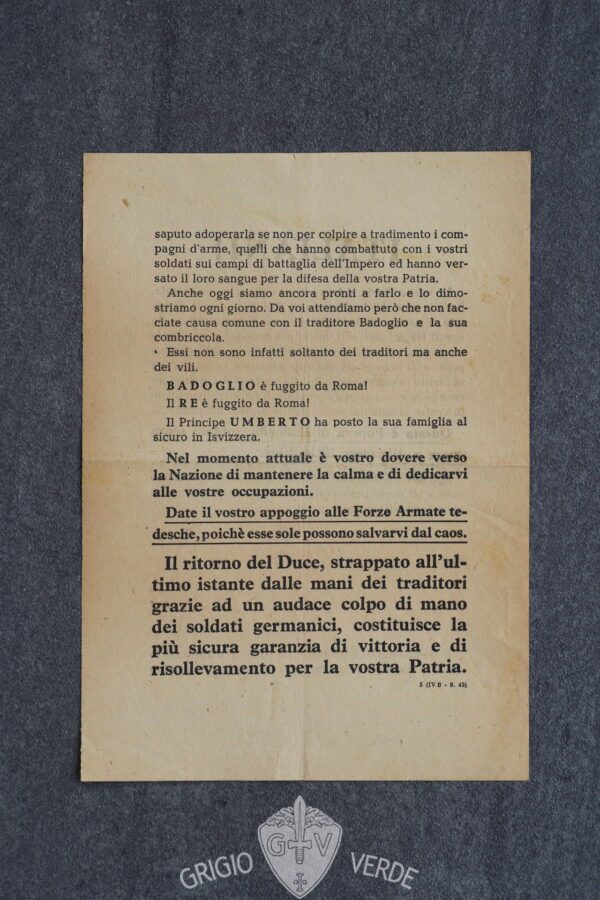 saputo adoperarla se non per colpire a tradimento i com-
pagni d'arme, quelli che hanno combattuto con i vostri
soldati sui campi di battaglia dell'Impero ed hanno ver-
sato il loro sangue per la difesa della vostra Patria.
Anche oggi siamo ancora pronti a farlo e lo dimo-
striamo ogni giorno. Da voi attendiamo però che non fac-
ciate causa comune con il traditore Badoglio e la sua
combriccola.
Essi non sono infatti soltanto dei traditori ma anche
dei vili.
BADOGLIO è fuggito da Roma!
Il RE è fuggito da Roma!
Il Principe UMBERTO ha posto la sua famiglia al
sicuro in Isvizzera.
Nel momento attuale è vostro dovere verso
la Nazione di mantenere la calma e di dedicarvi
alle vostre occupazioni.
Date il vostro appoggio alle Forze Armate te-
desche, poichè esse sole possono salvarvi dal caos.
Il ritorno del Duce, strappato all'ul-
timo istante dalle mani dei traditori
grazie ad un audace colpo di mano
dei soldati germanici, costituisce la
più sicura garanzia di vittoria e di
risollevamento per la vostra Patria.
5 (IV B - 9. 43)
G V
GRIGIO VERDE